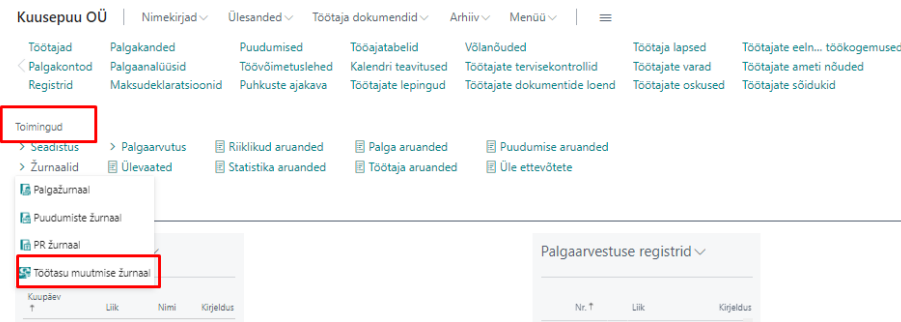 Kuusepuu OÜ Nimekirjad Ülesanded Töötaja dokumendid Arhiiv Menüü
Töötajad Palgakanded Puudumised Tööajatabelid Võlanõuded Töötaja lapsed Töötajate eeln... töökogemused
Palgakontod Palgaanalüüsid Töövõimetuslehed Kalendri teavitused Töötajate tervisekontrollid Töötajate varad Töötajate ameti nõuded
Registrid Maksudeklaratsioonid Puhkuste ajakava Töötajate lepingud Töötajate dokumentide loend Töötajate oskused Töötajate sõidukid
Toimingud
> Seadistus > Palgaarvutus Riiklikud aruanded Palga aruanded Puudumise aruanded
> Žurnaalid Ülevaated Statistika aruanded Töötaja aruanded Üle ettevõtete
Palgažurnaal
Puudumiste žurnaal
PR žurnaal
Palgaarvestuse registrid
Töötasu muutmise žurnaal
Kuupäev
↑ Liik Nimi Kirjeldus
Nr. ↑ Liik Kirjeldus